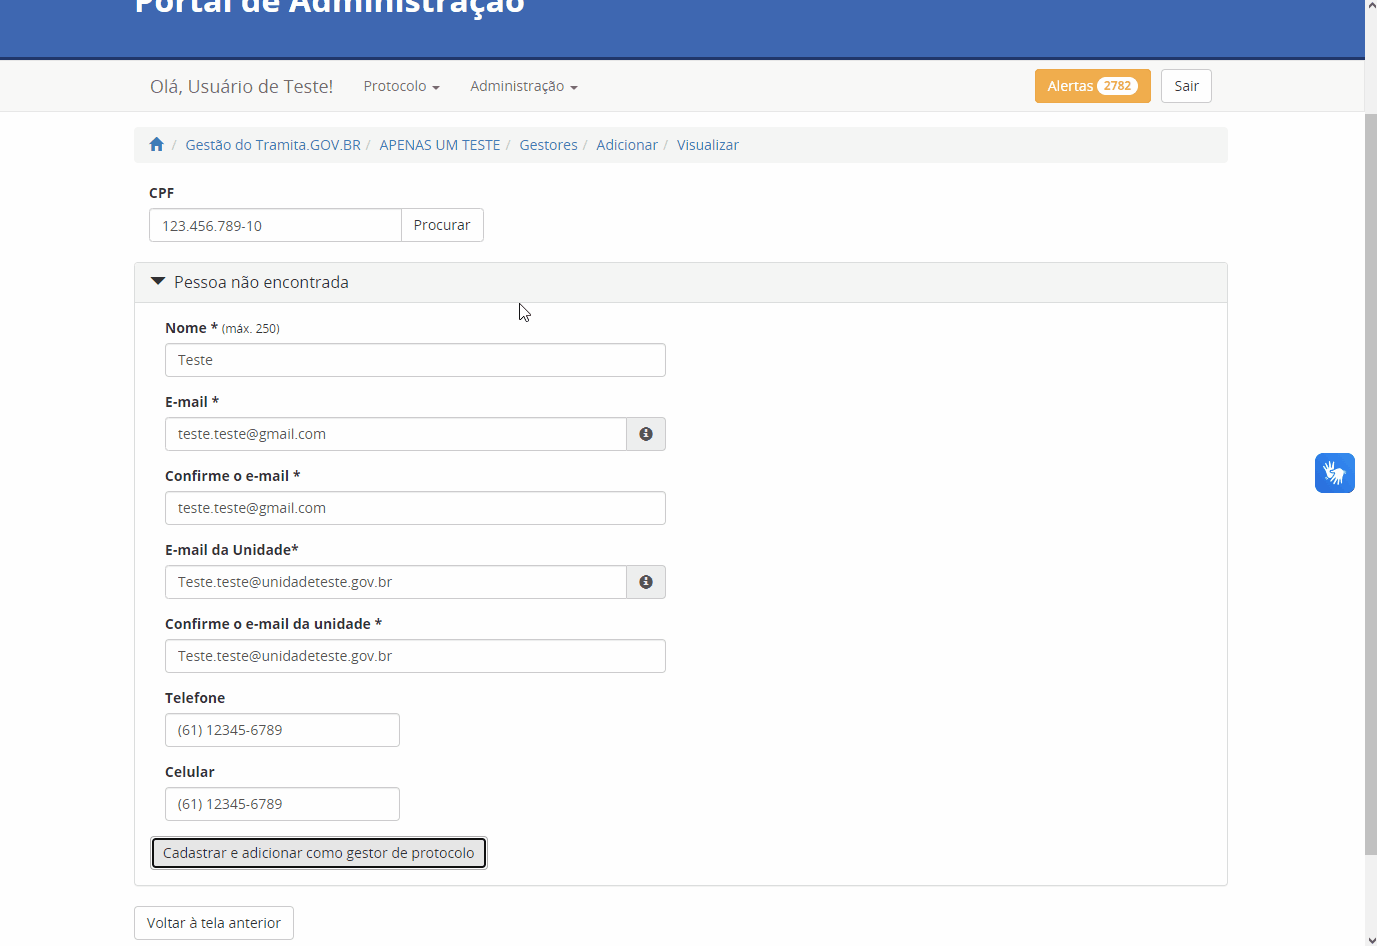 Portal de Administração
Olá, Usuário de Teste! Protocolo Administração Alertas 2782 Sair
/ Gestão do Tramita.GOV.BR / APENAS UM TESTE / Gestores / Adicionar / Visualizar
CPF
123.456.789-10 Procurar
Pessoa não encontrada
Nome * (máx. 250)
Teste
E-mail *
teste.teste@gmail.com
Confirme o e-mail *
teste.teste@gmail.com
E-mail da Unidade*
Teste.teste@unidadeteste.gov.br
Confirme o e-mail da unidade *
Teste.teste@unidadeteste.gov.br
Telefone
(61) 12345-6789
Celular
(61) 12345-6789
Cadastrar e adicionar como gestor de protocolo
Voltar à tela anterior